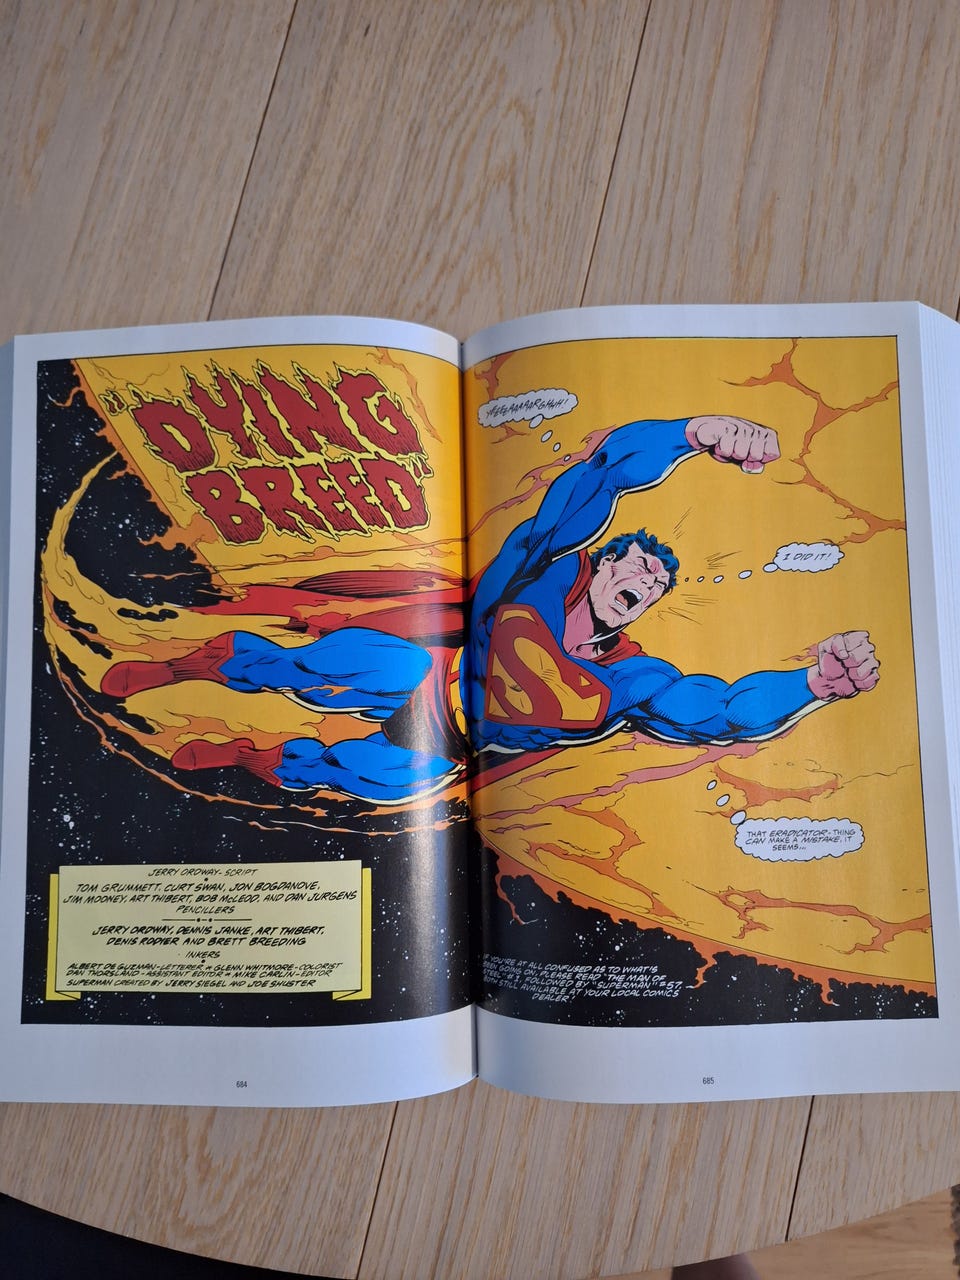 "DYING
BREED"
YEEEEAAAARGHHH!
I DID IT!
THAT ERADICATOR-THING
CAN MAKE A MISTAKE, IT
SEEMS...
JERRY ORDWAY-SCRIPT
TOM GRUMMETT, CURT SWAN, JON BOGDANOVE,
JIM MOONEY, ART THIBERT, BOB McLEOD, AND DAN JURGENS
PENCILLERS
JERRY ORDWAY, DENNIS JANKE, ART THIBERT,
DENIS RODIER AND BRETT BREEDING
INKERS
ALBERT DE GUZMAN-LETTERER GLENN WHITMORE-COLORIST
DAN THORSLAND-ASSISTANT EDITOR MIKE CARLIN-EDITOR
SUPERMAN CREATED BY JERRY SIEGEL AND JOE SHUSTER
IF YOU'RE AT ALL CONFUSED AS TO WHAT'S
BEEN GOING ON, PLEASE READ "THE MAN OF
STEEL" #1, FOLLOWED BY "SUPERMAN" #57.
BOTH STILL AVAILABLE AT YOUR LOCAL COMICS
DEALER
684
685